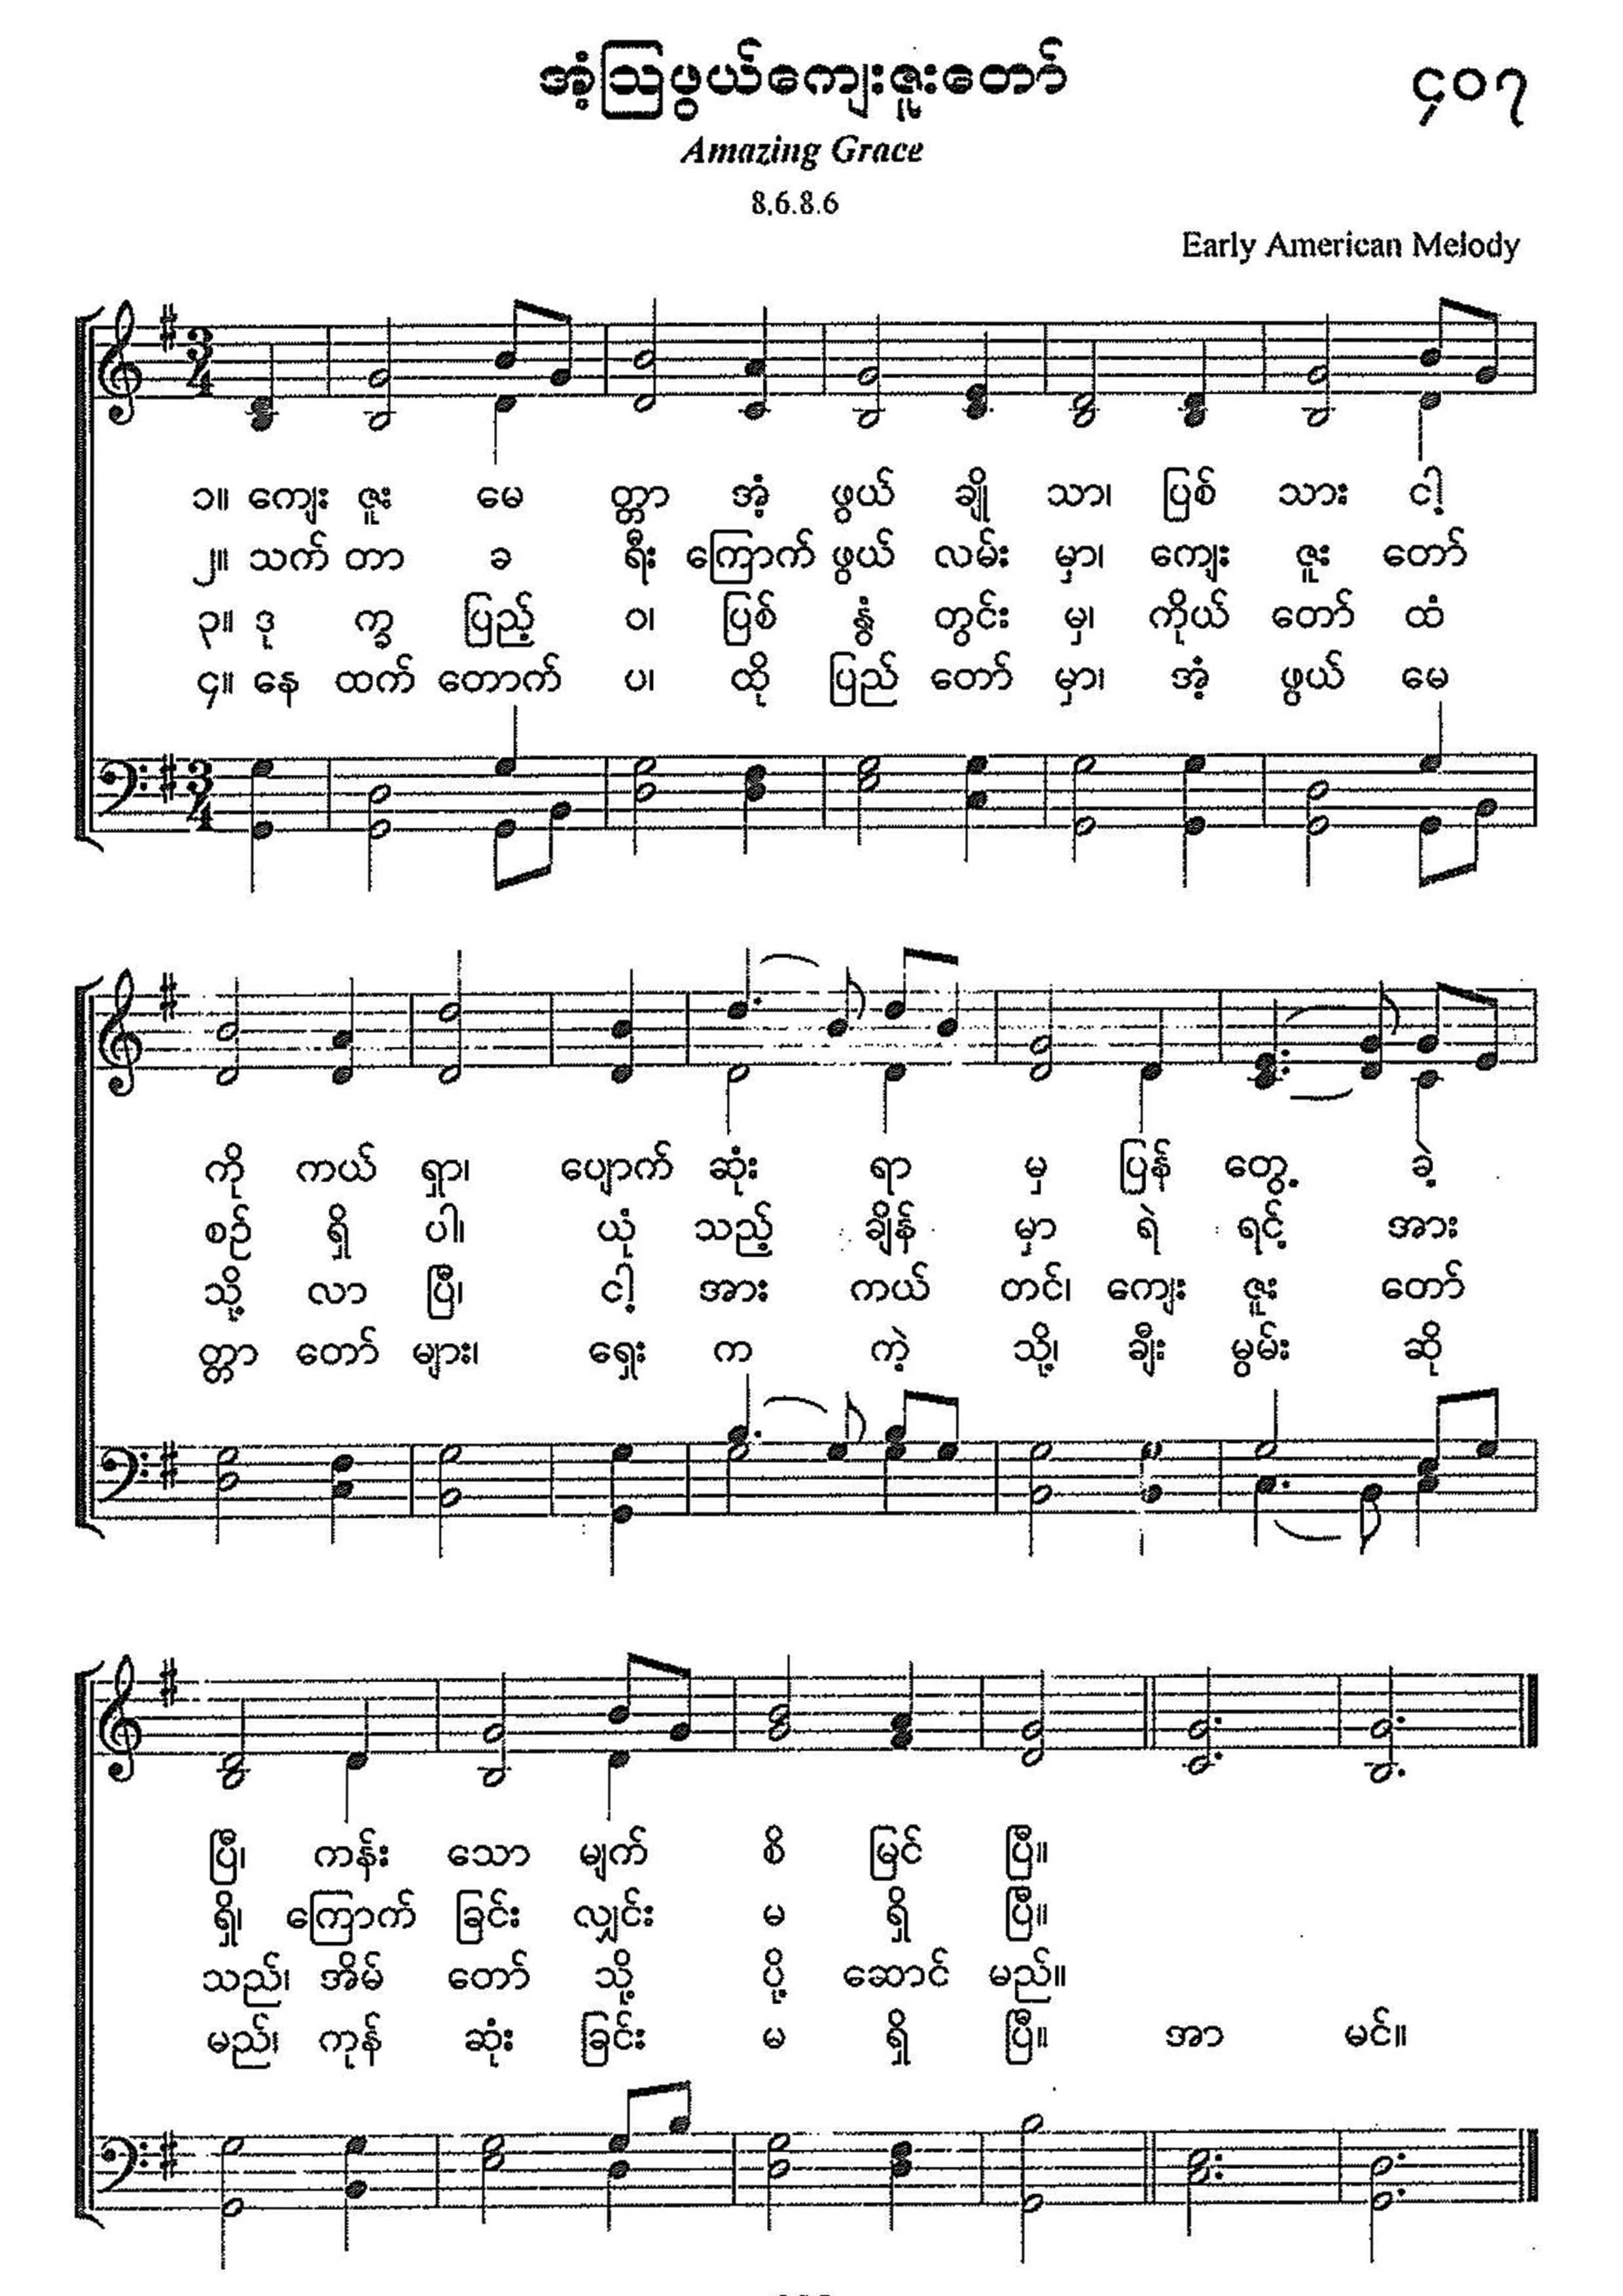 အံ့ဩဖွယ်ကျေးဇူးတော်
၄၀၇
Amazing Grace
8.6.8.6
Early American Melody
၁။ ကျေး ဇူး မေ တ္တာ အံ့ ဖွယ် ချို သာ၊ ပြစ် သား ငါ့
၂။ သက် တာ ခ ရီး ကြောက် ဖွယ် လမ်း မှာ၊ ကျေး ဇူး တော်
၃။ ဒု က္ခ ပြည့် ဝ၊ ပြစ် နွံ တွင်း မှ၊ ကိုယ် တော် ထံ
၄။ နေ ထက် တောက် ပ၊ ထို ပြည် တော် မှာ၊ အံ့ ဖွယ် မေ
ကို ကယ် ရှာ၊ ပျောက် ဆုံး ရာ မှ ပြန် တွေ့ ခဲ့
စဉ် ရှိ ပါ၊ ယုံ သည့် ချိန် မှာ ရဲ ရင့် အား
သို့ လာ ပြီ၊ ငါ့ အား ကယ် တင်၊ ကျေး ဇူး တော်
တ္တာ တော် များ၊ ရှေး က ကဲ့ သို့၊ ချီး မွမ်း ဆို
ပြီ၊ ကန်း သော မျက် စိ မြင် ပြီ။
ရှိ၊ ကြောက် ခြင်း လျှင်း မ ရှိ ပြီ။
သည်၊ အိမ် တော် သို့ ပို့ ဆောင် မည်။
မည်၊ ကုန် ဆုံး ခြင်း မ ရှိ ပြီ။ အာ မင်။